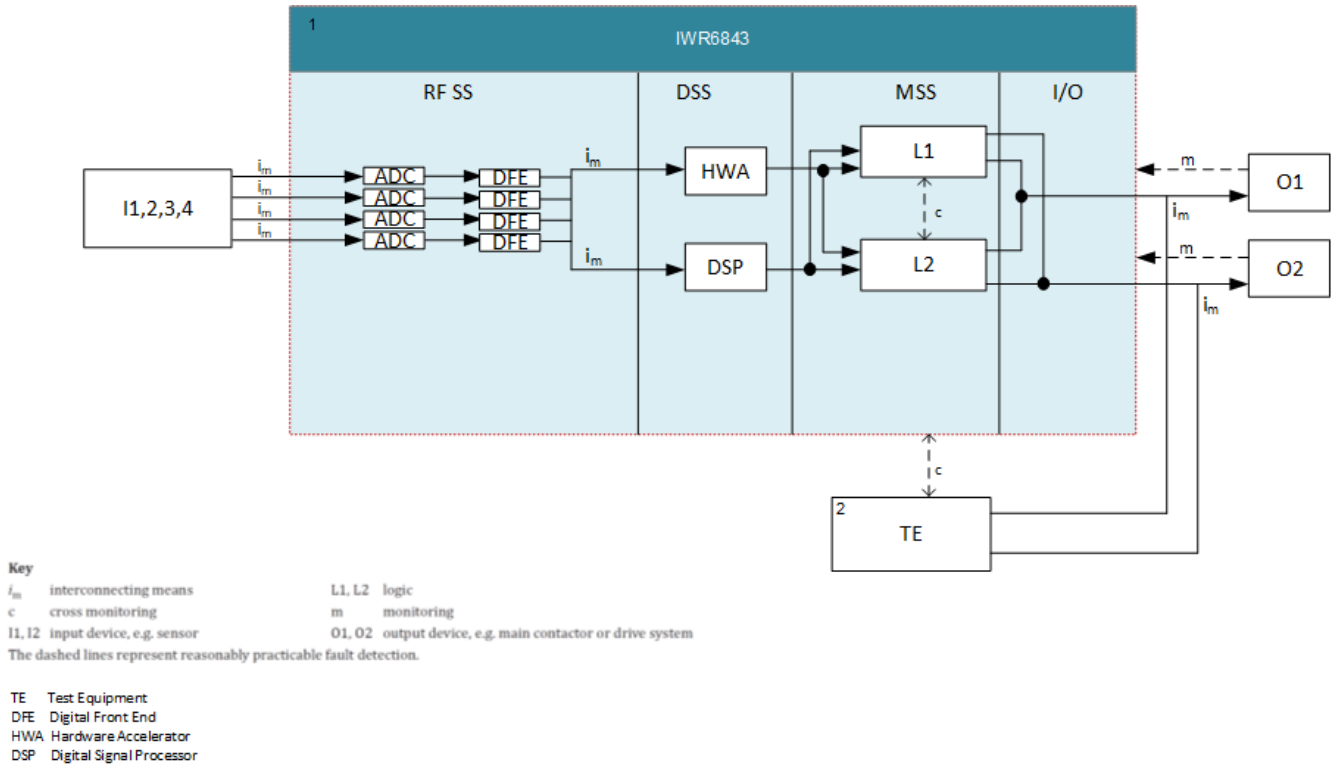 1
IWR6843
RF SS DSS MSS I/O
I1,2,3,4
im
im
im
im
ADC
ADC
ADC
ADC
DFE
DFE
DFE
DFE
im
im
HWA
DSP
L1
c
L2
m
im
O1
m
im
O2
c
2
TE
Key
im interconnecting means L1, L2 logic
c cross monitoring m monitoring
I1, I2 input device, e.g. sensor O1, O2 output device, e.g. main contactor or drive system
The dashed lines represent reasonably practicable fault detection.
TE Test Equipment
DFE Digital Front End
HWA Hardware Accelerator
DSP Digital Signal Processor